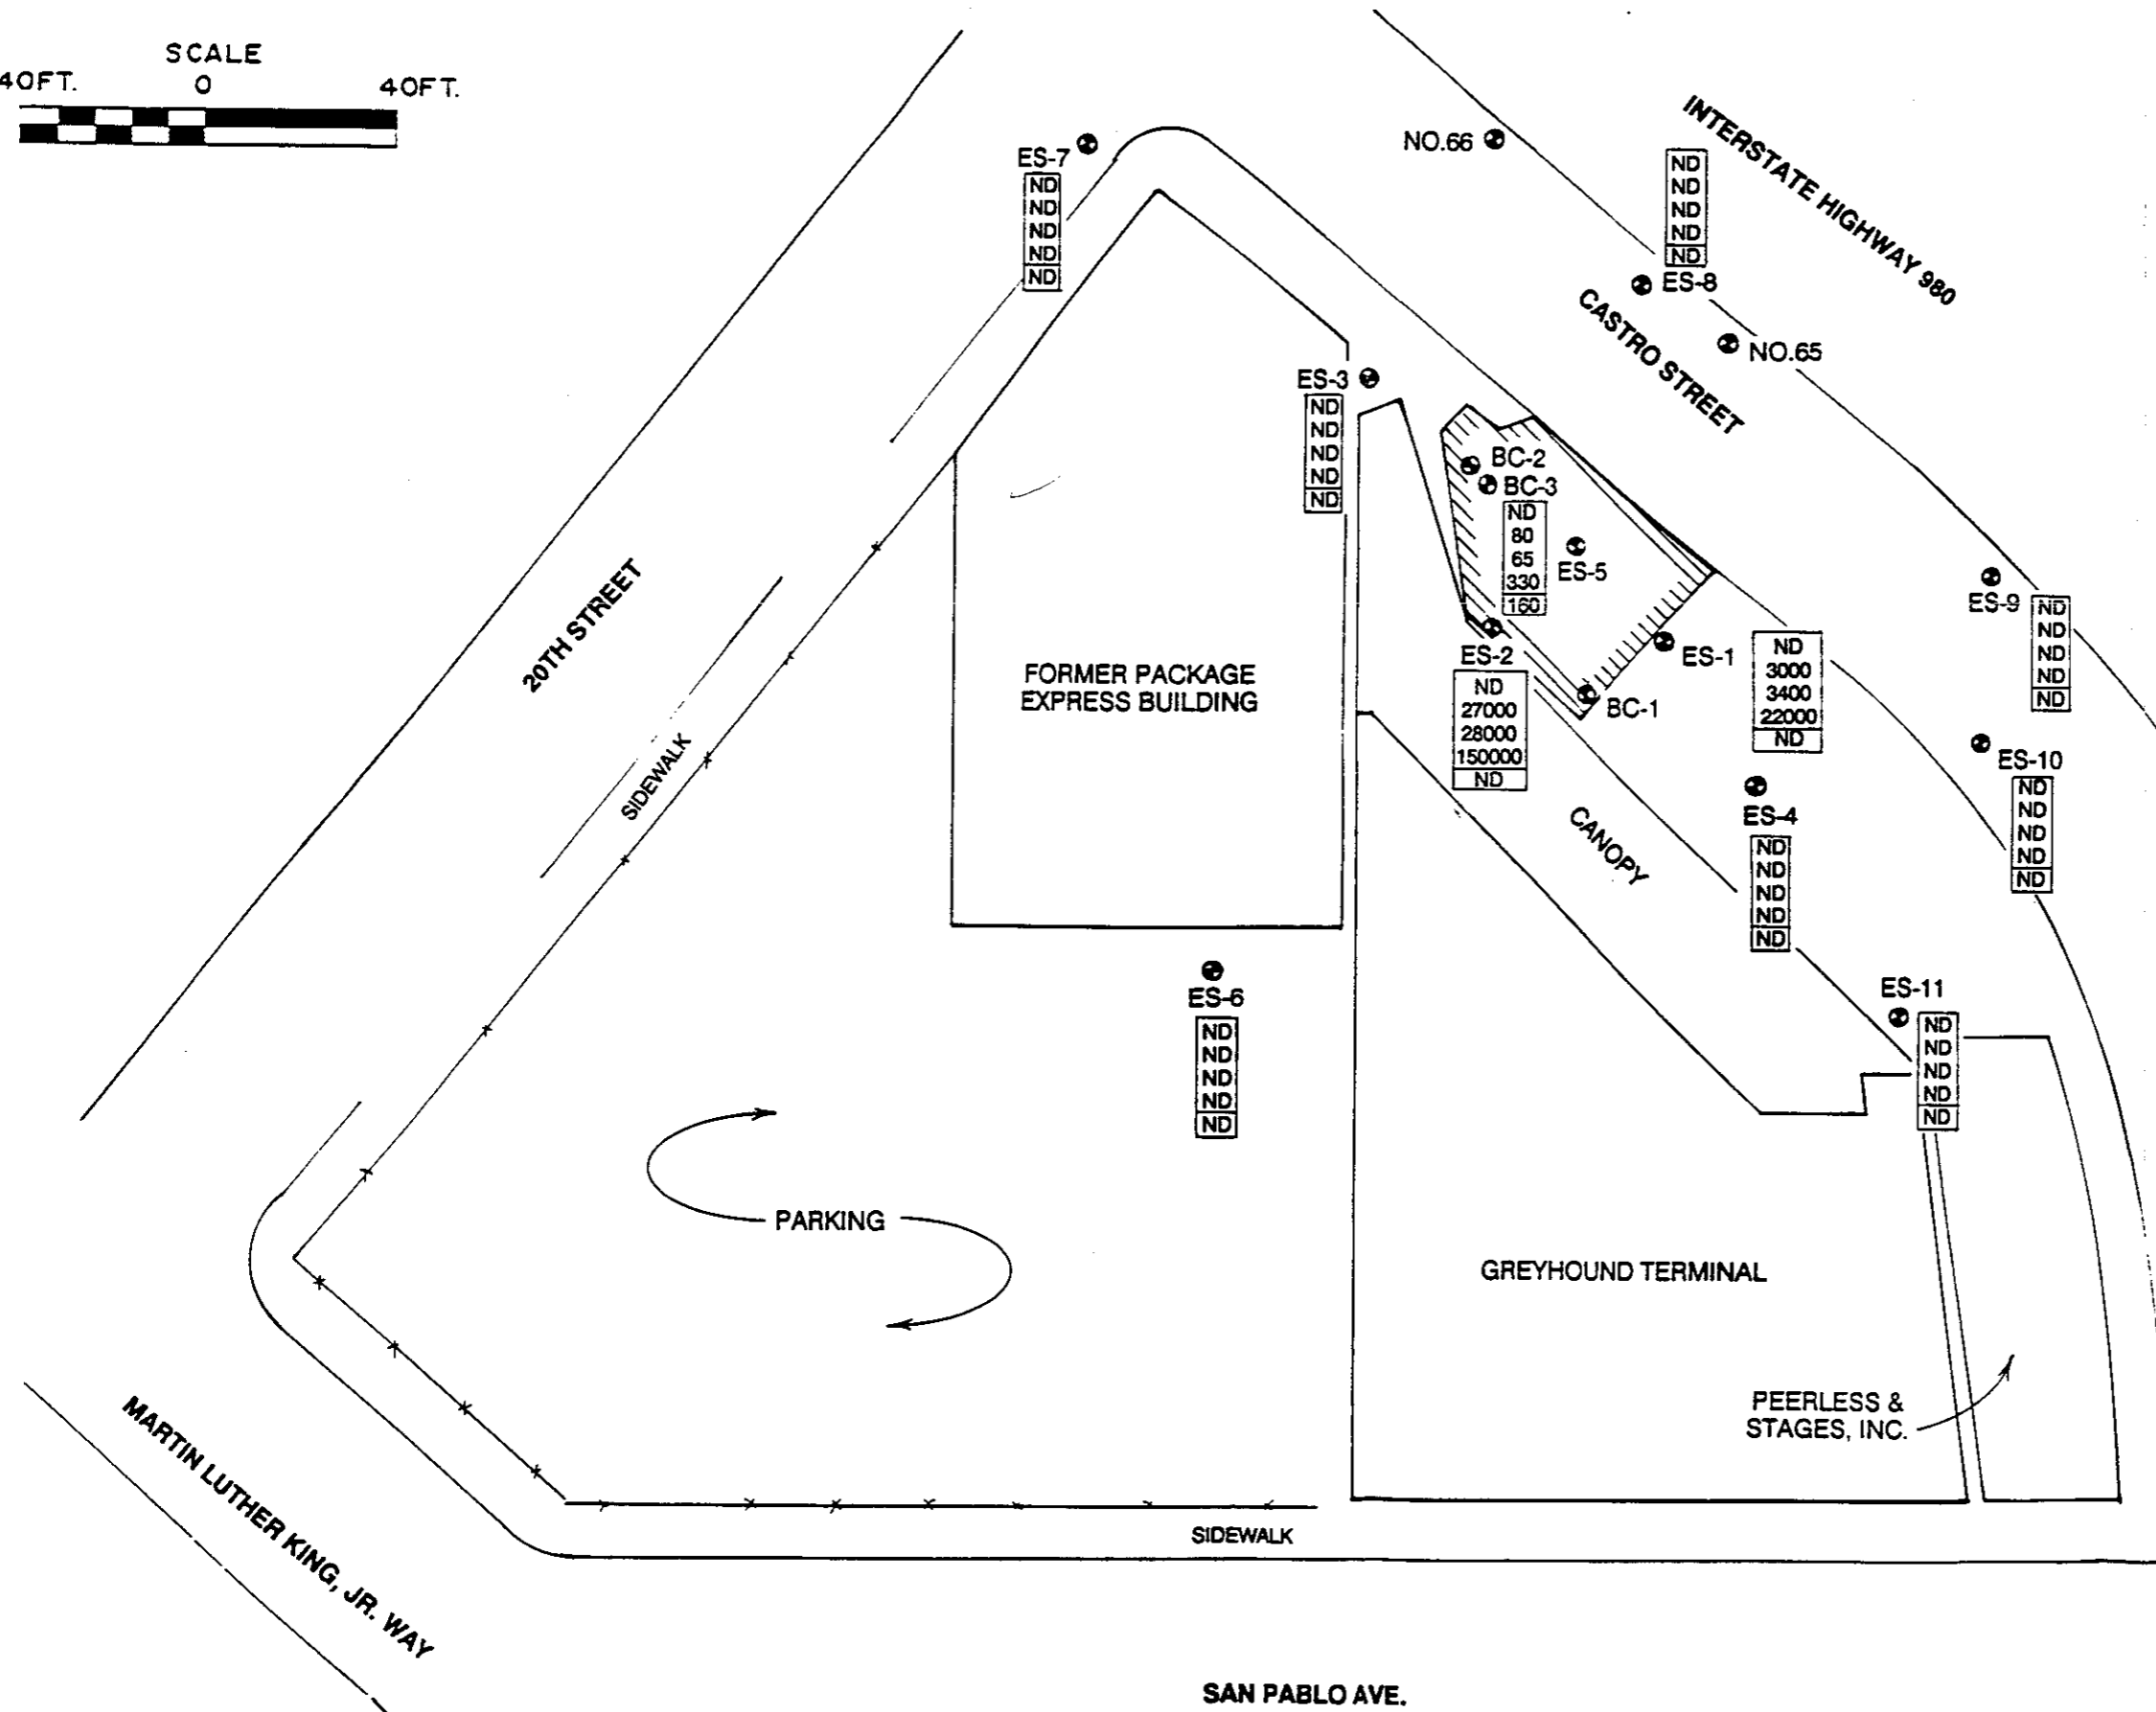 SCALE
40FT. 0 40FT.
NO.66
INTERSTATE HIGHWAY 980
ES-7
ND
ND
ND
ND
ND
ND
ND
ND
ND
ND
ES-8
CASTRO STREET
NO.65
ES-3
ND
ND
ND
ND
ND
BC-2
BC-3
ND
80
65
330
160
ES-5
ES-9
ND
ND
ND
ND
ND
20TH STREET
ES-2
ND
27000
28000
150000
ND
ES-1
ND
3000
3400
22000
ND
BC-1
FORMER PACKAGE
EXPRESS BUILDING
SIDEWALK
ES-10
ND
ND
ND
ND
ND
CANOPY
ES-4
ND
ND
ND
ND
ND
ES-6
ND
ND
ND
ND
ND
ES-11
ND
ND
ND
ND
ND
PARKING
GREYHOUND TERMINAL
PEERLESS &
STAGES, INC.
MARTIN LUTHER KING, JR. WAY
SIDEWALK
SAN PABLO AVE.